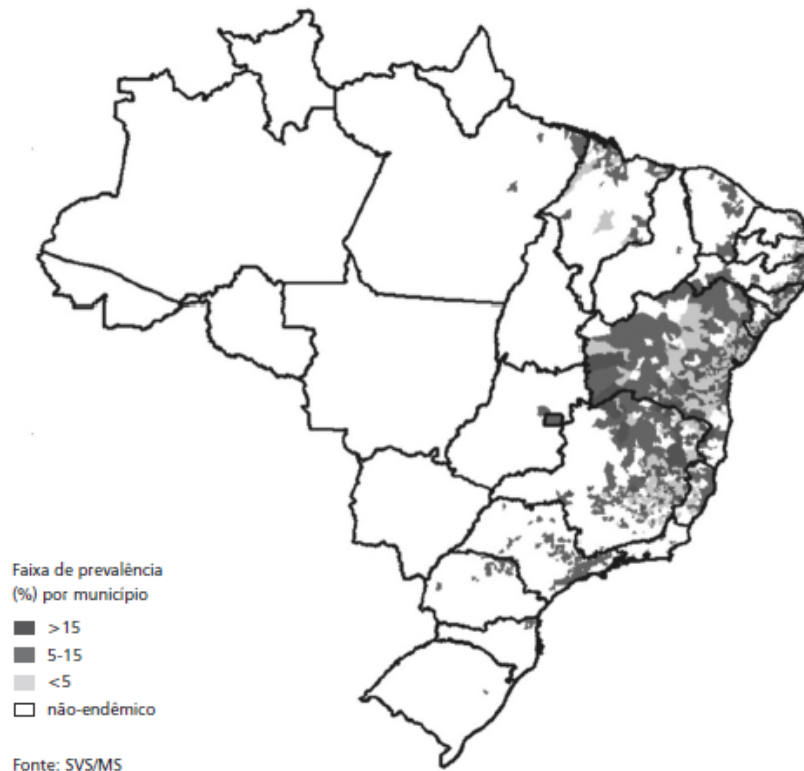 Faixa de prevalência
(%) por município
>15
5-15
<5
não-endêmico
Fonte: SVS/MS